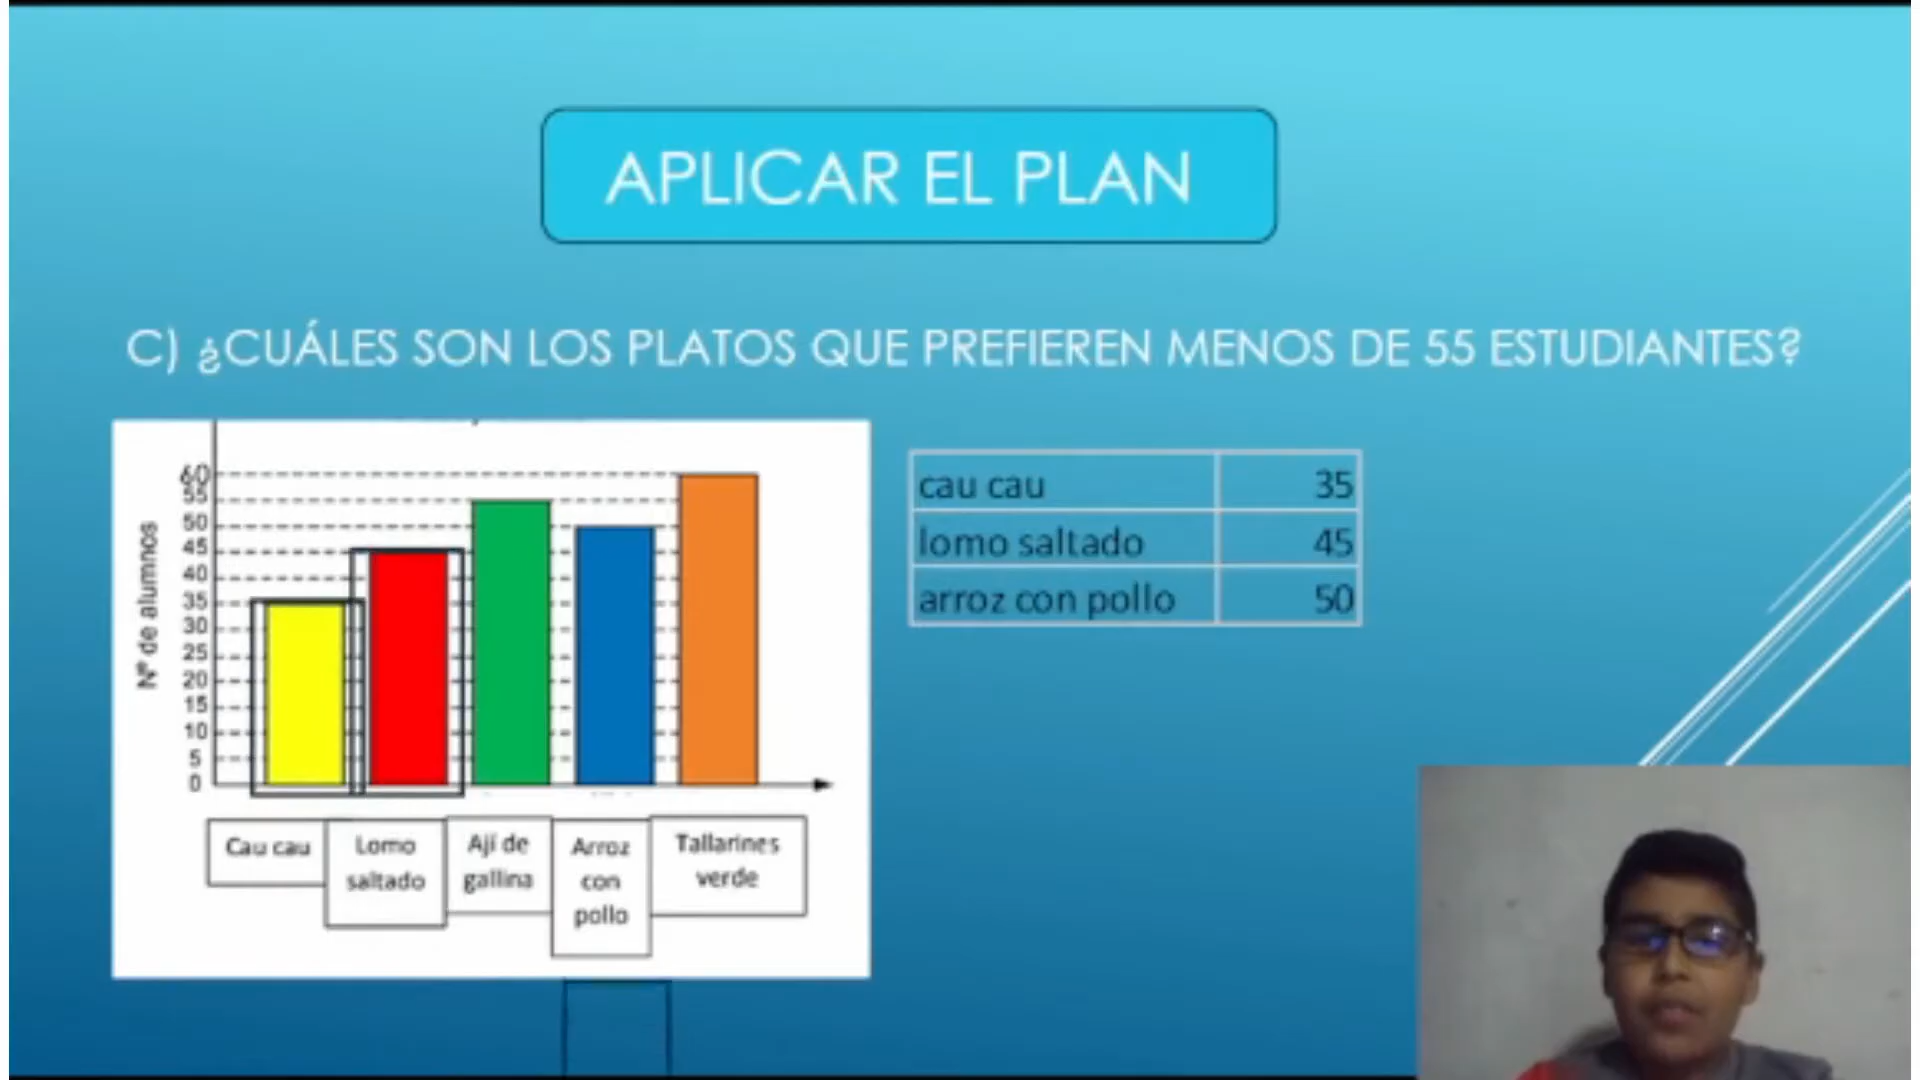 APLICAR EL PLAN
C) ¿CUÁLES SON LOS PLATOS QUE PREFIEREN MENOS DE 55 ESTUDIANTES?
Nº de alumnos
60
55
50
45
40
35
30
25
20
15
10
5
0
Cau cau
Lomo
saltado
Ají de
gallina
Arroz
con
pollo
Tallarines
verde
cau cau 35
lomo saltado 45
arroz con pollo 50